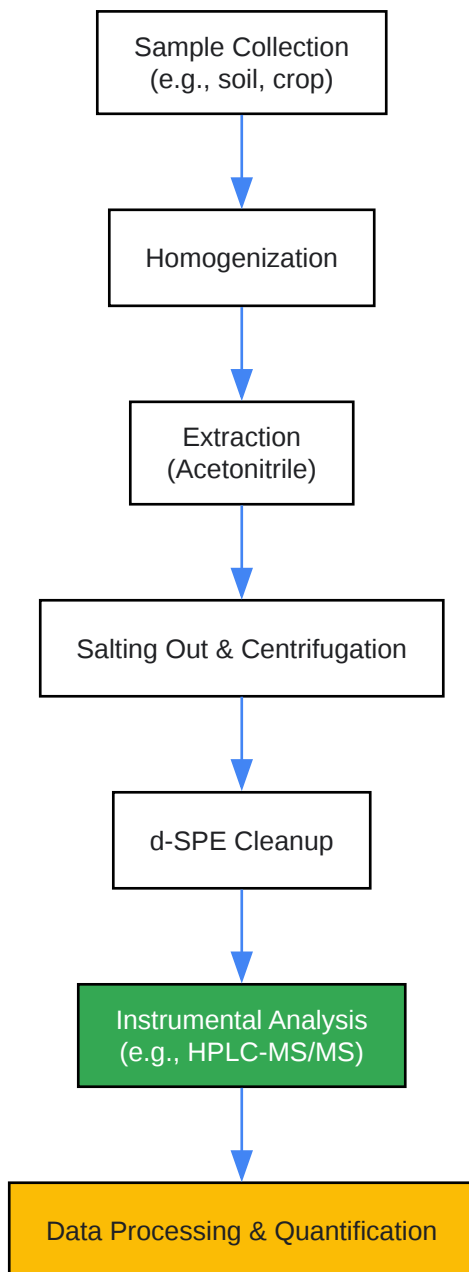 Sample Collection
(e.g., soil, crop)
Homogenization
Extraction
(Acetonitrile)
Salting Out & Centrifugation
d-SPE Cleanup
Instrumental Analysis
(e.g., HPLC-MS/MS)
Data Processing & Quantification